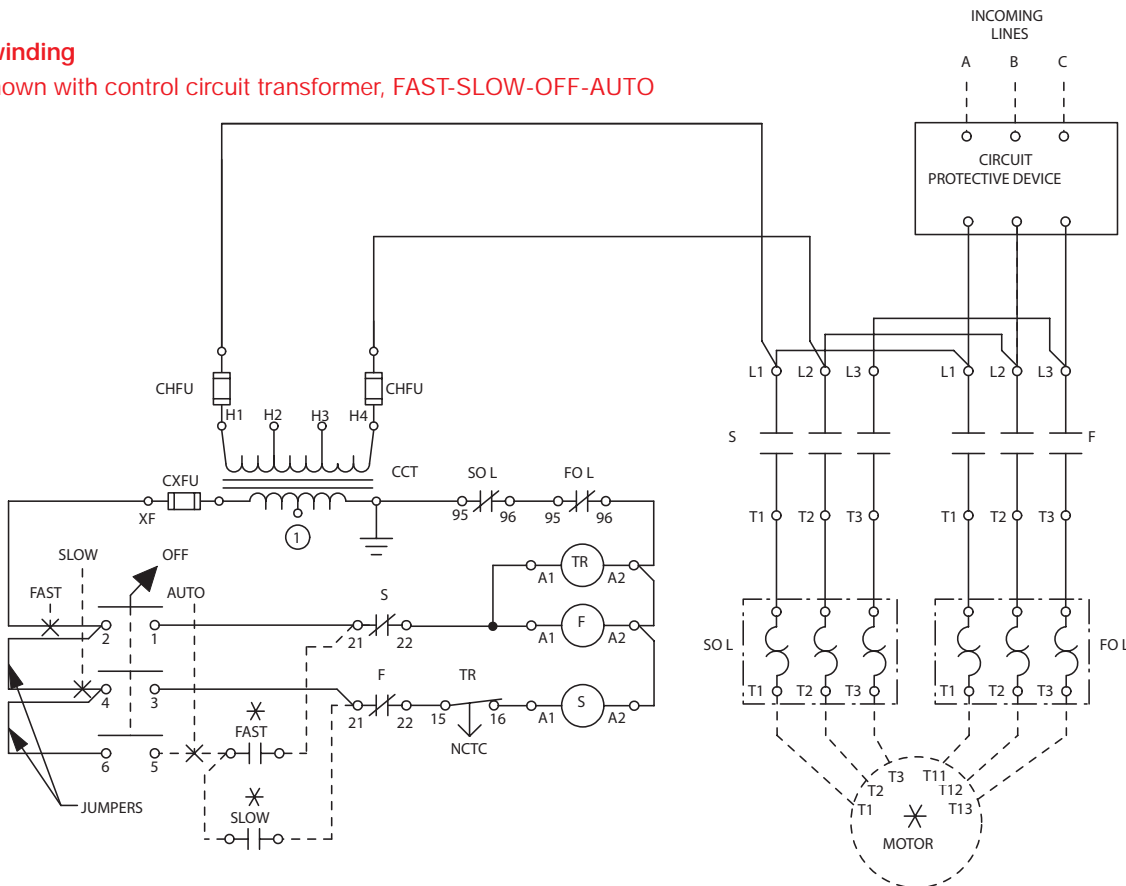 INCOMING
LINES
winding
hown with control circuit transformer, FAST-SLOW-OFF-AUTO
A B C
CIRCUIT
PROTECTIVE DEVICE
L1 L2 L3 L1 L2 L3
CHFU CHFU
H1 H2 H3 H4
S F
CCT
CXFU
SO L FO L
XF
95 96 95 96
1
T1 T2 T3 T1 T2 T3
SLOW OFF
TR
A1 A2
FAST AUTO
S
F
2 1 21 22 A1 A2
SO L FO L
F TR
S
4 3 21 22 15 16 A1 A2
T1 T2 T3 T1 T2 T3
FAST
NCTC
6 5
JUMPERS
SLOW
T3 T11
T2 T12
T1 T13
MOTOR